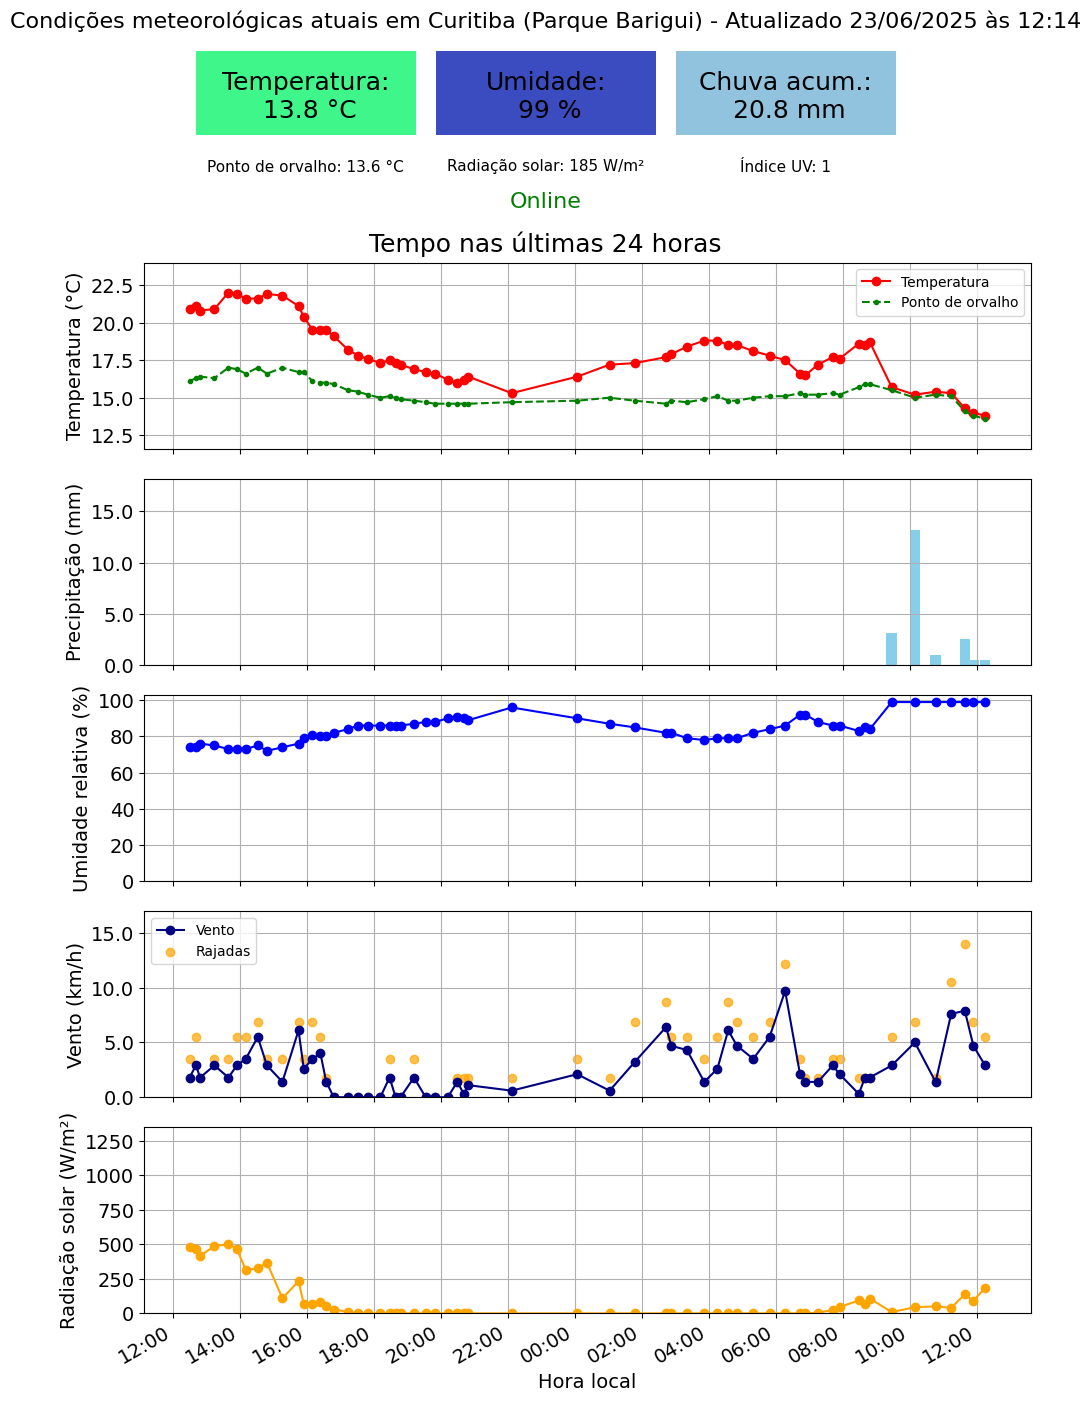 Condições meteorológicas atuais em Curitiba (Parque Barigui) - Atualizado 23/06/2025 às 12:14
Temperatura:
13.8 °C
Umidade:
99 %
Chuva acum.:
20.8 mm
Ponto de orvalho: 13.6 °C
Radiação solar: 185 W/m²
Índice UV: 1
Online
Tempo nas últimas 24 horas
Temperatura (°C)
22.5
20.0
17.5
15.0
12.5
Temperatura
Ponto de orvalho
Precipitação (mm)
15.0
10.0
5.0
0.0
Umidade relativa (%)
100
80
60
40
20
0
Vento (km/h)
15.0
10.0
5.0
0.0
Vento
Rajadas
Radiação solar (W/m²)
1250
1000
750
500
250
0
12:00
14:00
16:00
18:00
20:00
22:00
00:00
02:00
04:00
06:00
08:00
10:00
12:00
Hora local